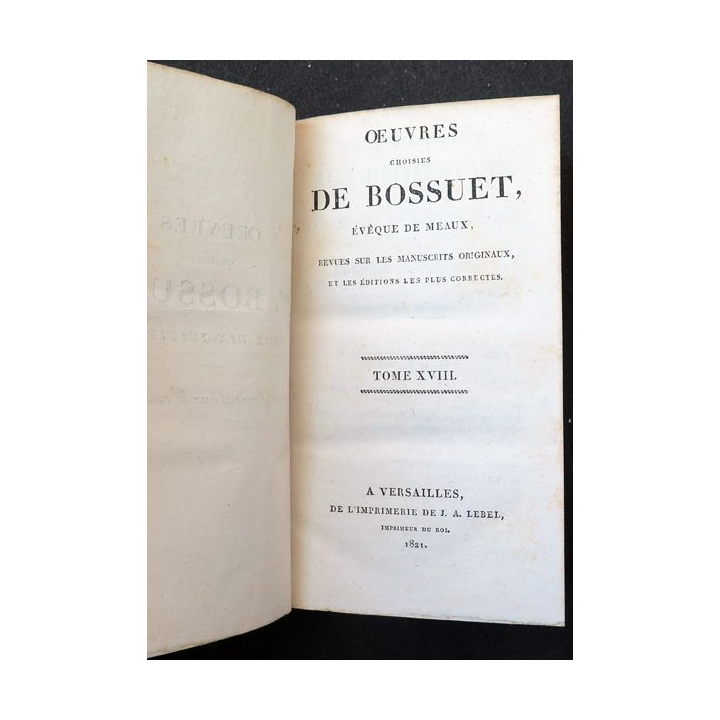 OEUVRES
CHOISIES
DE BOSSUET,
ÉVÊQUE DE MEAUX,
REVUES SUR LES MANUSCRITS ORIGINAUX,
ET LES ÉDITIONS LES PLUS CORRECTES.
TOME XVIII.
A VERSAILLES,
DE L'IMPRIMERIE DE J. A. LEBEL,
IMPRIMEUR DU ROI.
1821.